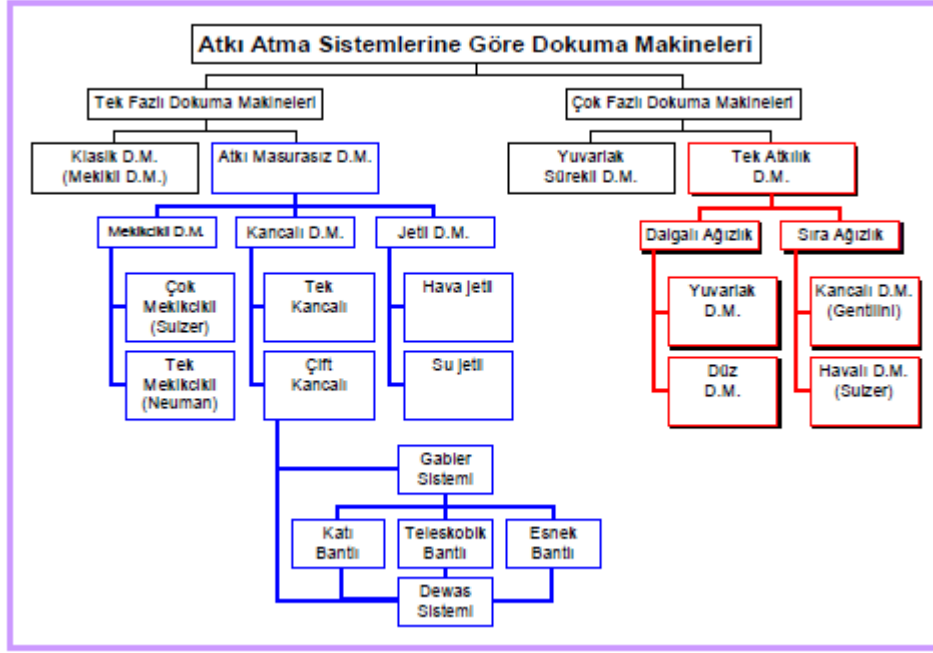 Atkı Atma Sistemlerine Göre Dokuma Makineleri
Tek Fazlı Dokuma Makineleri
Çok Fazlı Dokuma Makineleri
Klasik D.M.
(Mekikli D.M.)
Atkı Masurasız D.M.
Yuvarlak
Sürekli D.M.
Tek Atkılık
D.M.
Mekikcikli D.M.
Kancalı D.M.
Jetli D.M.
Dalgalı Ağızlık
Sıra Ağızlık
Çok
Mekikcikli
(Sulzer)
Tek
Kancalı
Hava jetli
Yuvarlak
D.M.
Kancalı D.M.
(Gentilini)
Tek
Mekikcikli
(Neuman)
Çift
Kancalı
Su jetli
Düz
D.M.
Havalı D.M.
(Sulzer)
Gabler
Sistemi
Katı
Bantlı
Teleskobik
Bantlı
Esnek
Bantlı
Dewas
Sistemi